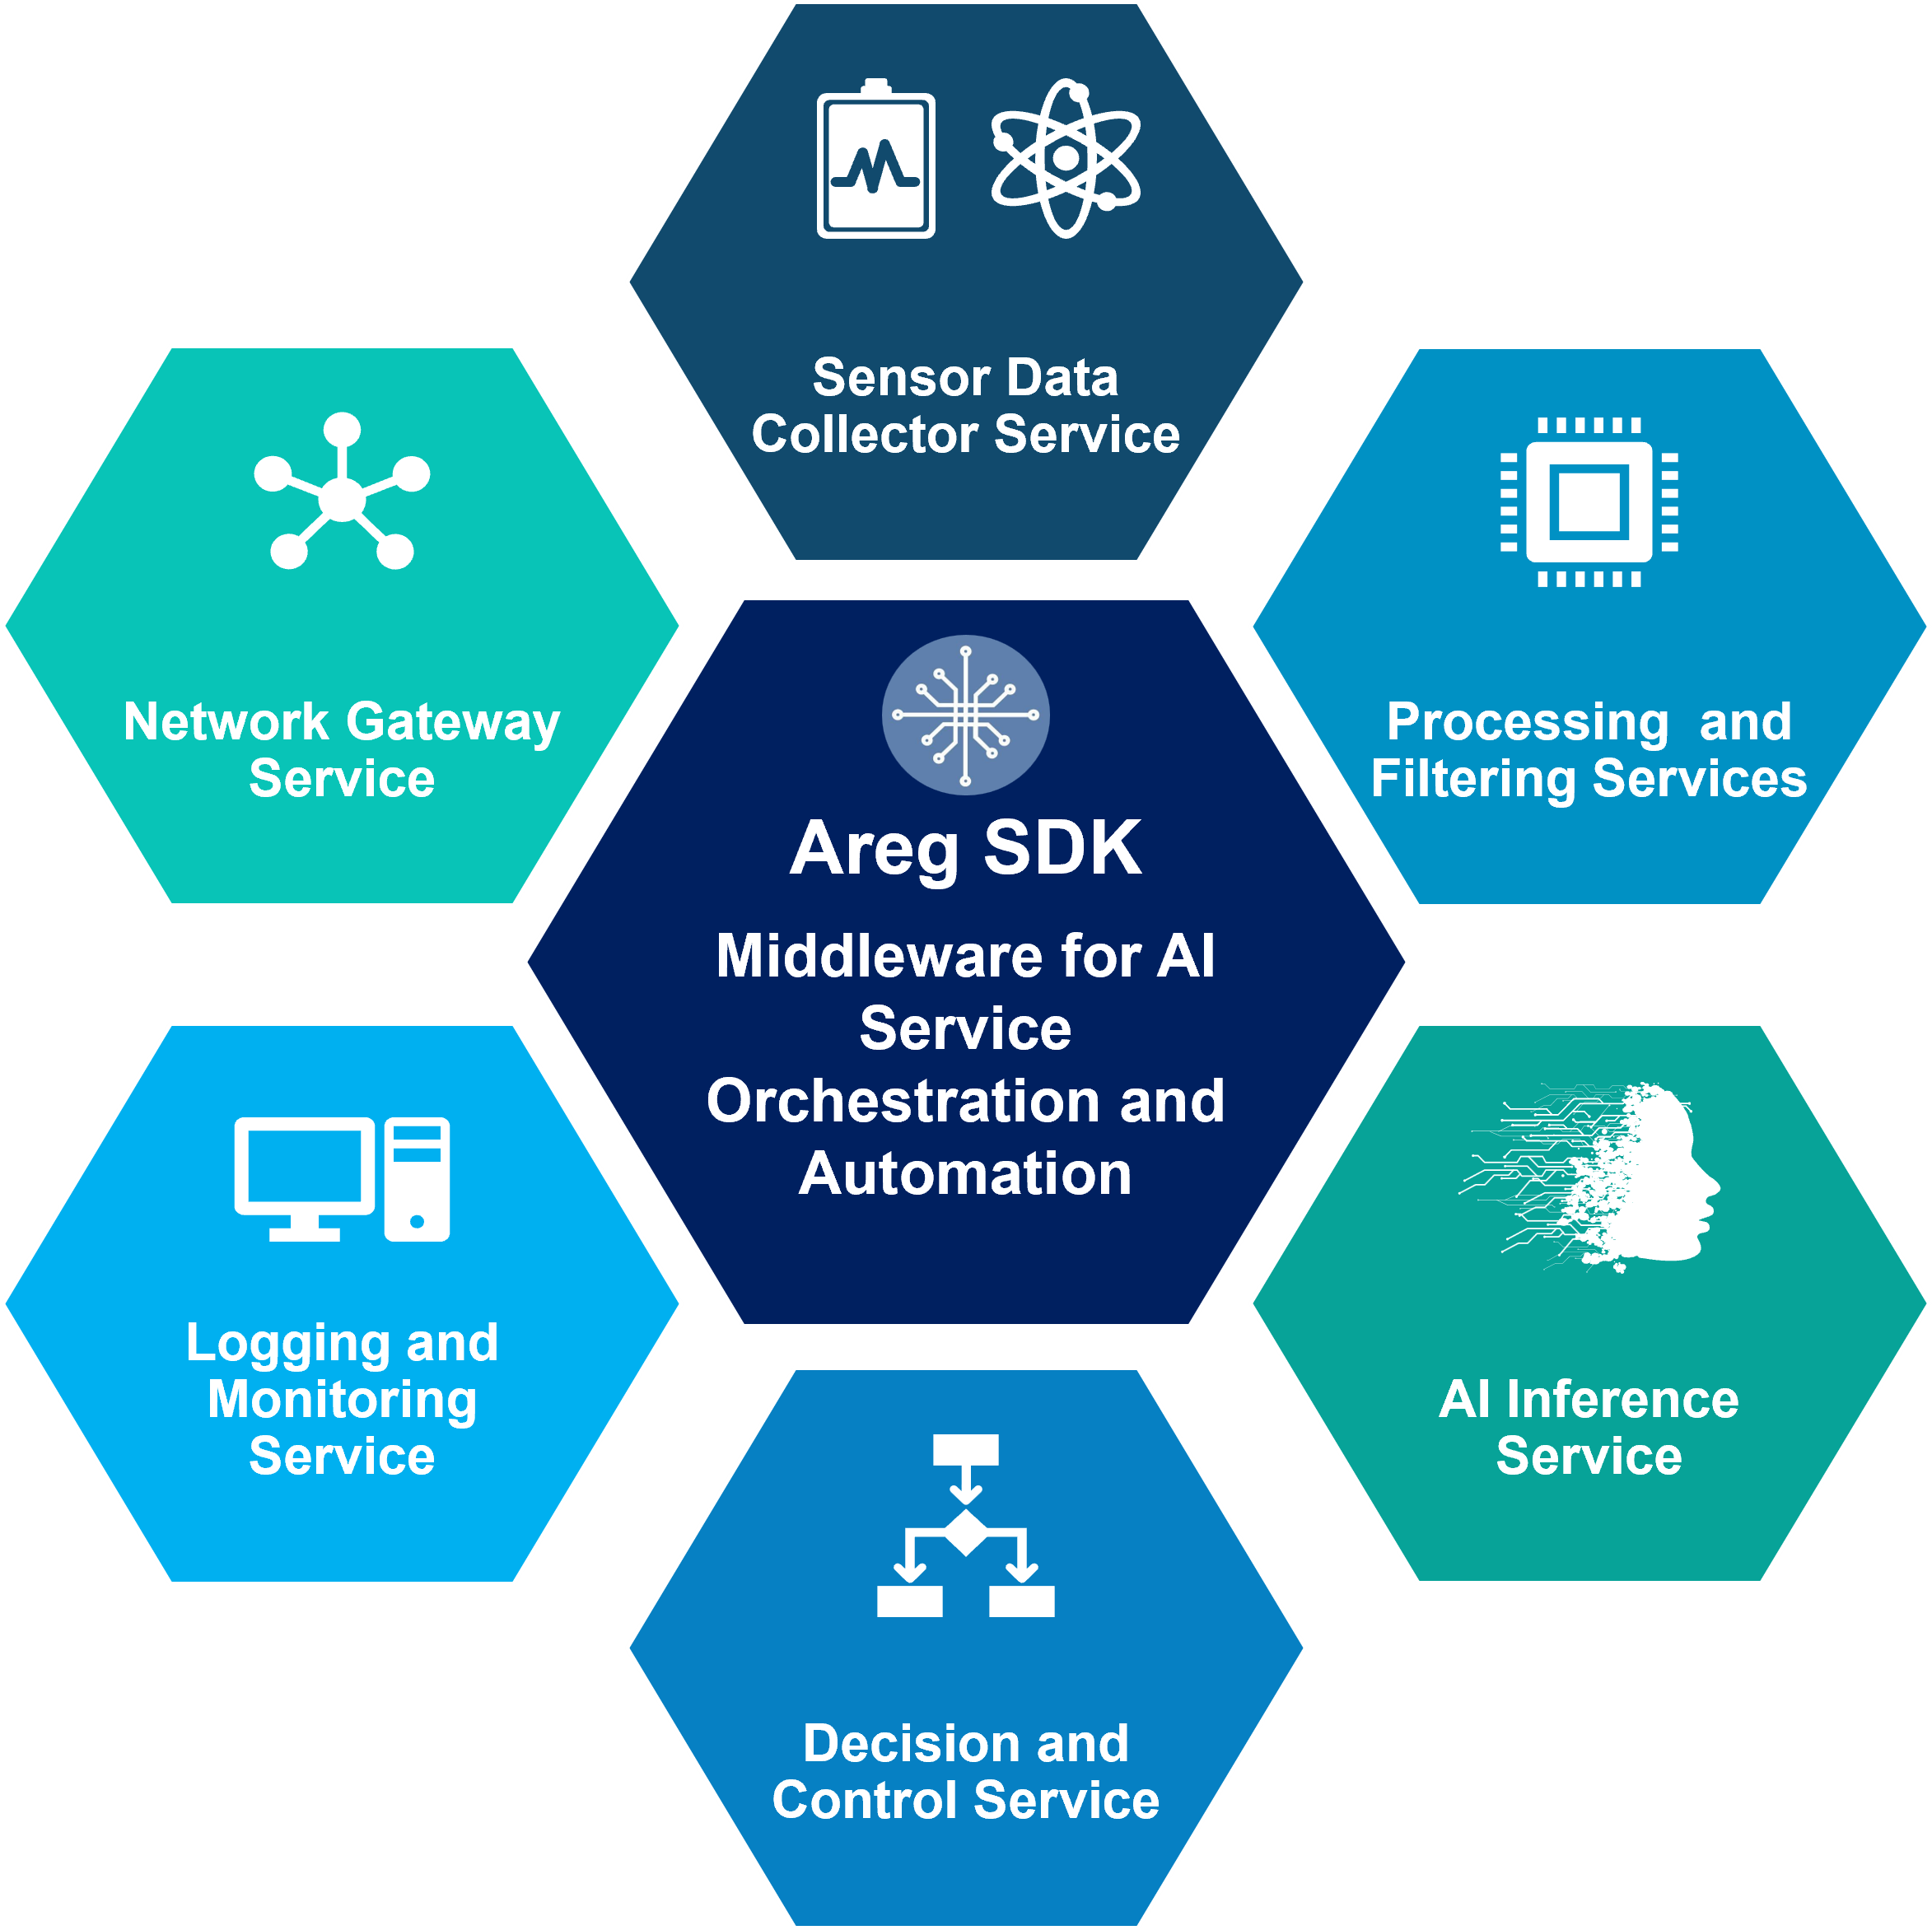 Sensor Data
Collector Service
Network Gateway
Service
Processing and
Filtering Services
Areg SDK
Middleware for AI
Service
Orchestration and
Automation
Logging and
Monitoring
Service
AI Inference
Service
Decision and
Control Service